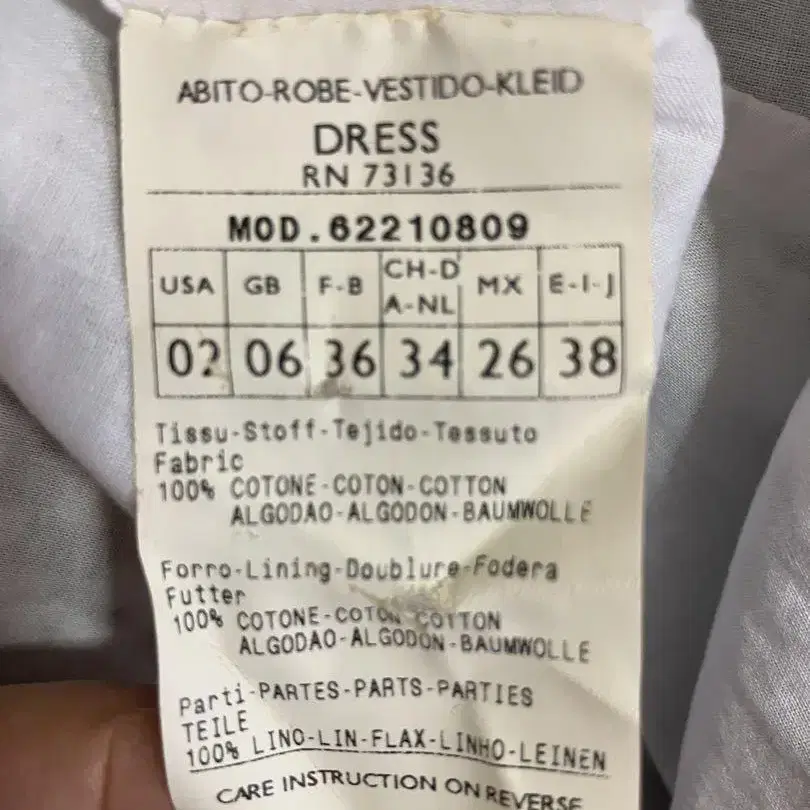 ABITO-ROBE-VESTIDO-KLEID
DRESS
RN 73136
MOD.62210809
USA GB F-B CH-D A-NL MX E-I-J
02 06 36 34 26 38
Tissu-Stoff-Tejido-Tessuto
Fabric
100% COTONE-COTON-COTTON
ALGODAO-ALGODON-BAUMWOLLE
Forro-Lining-Doublure-Fodera
Futter
100% COTONE-COTON COTTON
ALGODAO-ALGODON-BAUMWOLLE
Parti-PARTES-PARTS-PARTIES
TEILE
100% LINO-LIN-FLAX-LINHO-LEINEN
CARE INSTRUCTION ON REVERSE